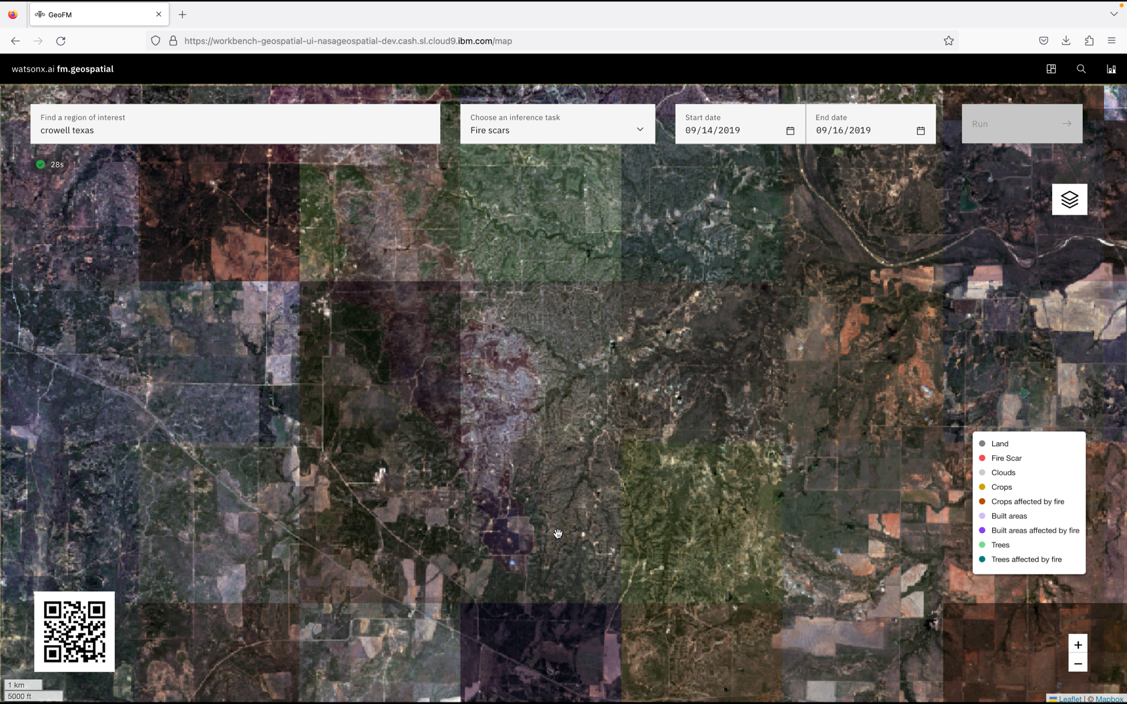 GeoFM
https://workbench-geospatial-ui-nasageospatial-dev.cash.sl.cloud9.ibm.com/map
watsonx.ai fm.geospatial
Find a region of interest
crowell texas
Choose an inference task
Fire scars
Start date
09/14/2019
End date
09/16/2019
Run
28s
Land
Fire Scar
Clouds
Crops
Crops affected by fire
Built areas
Built areas affected by fire
Trees
Trees affected by fire
+
−
1 km
5000 ft
Leaflet | © Mapbox